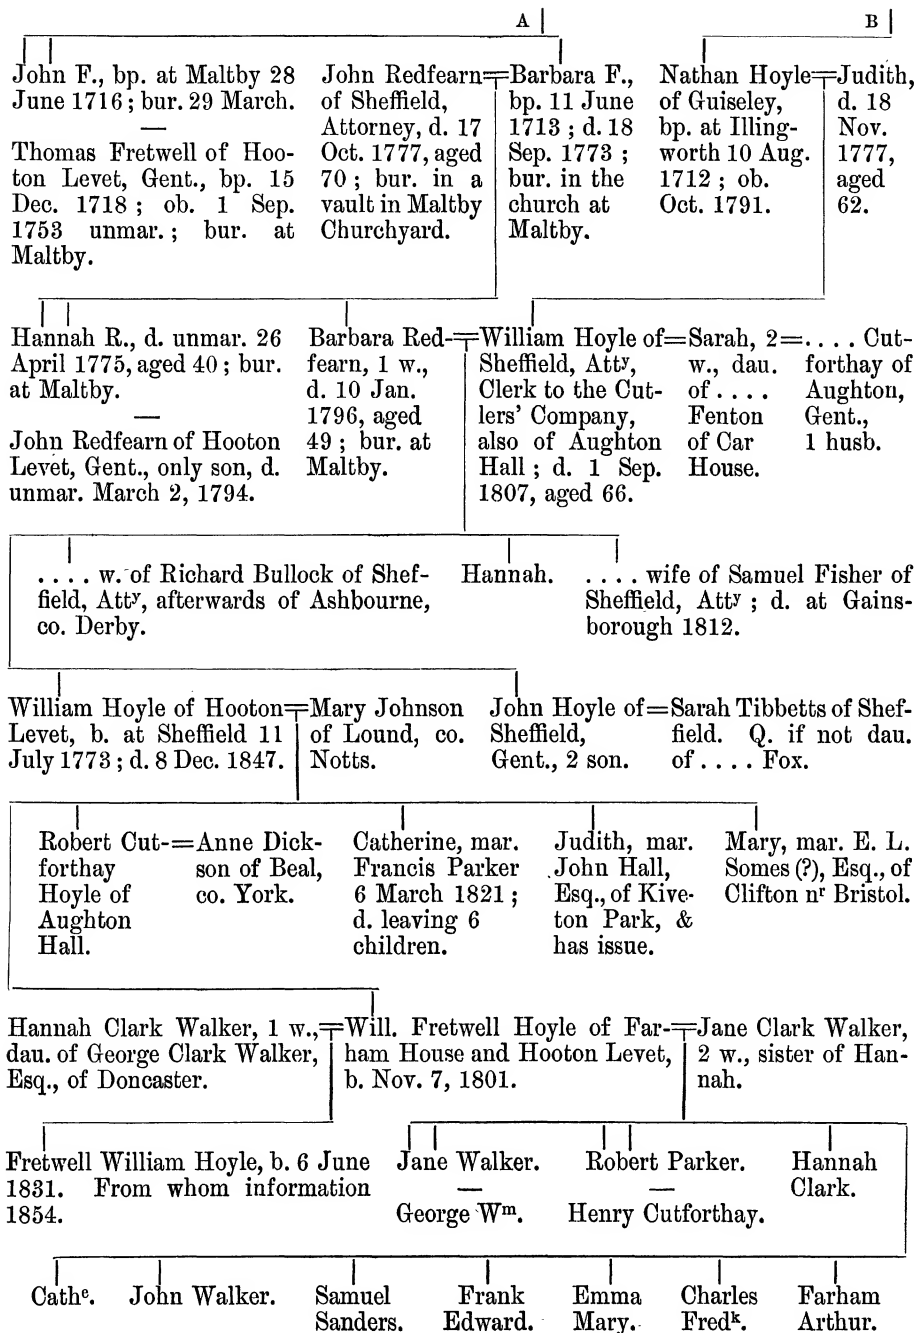 A
B
John F., bp. at Maltby 28
June 1716; bur. 29 March.
—
Thomas Fretwell of Hoo-
ton Levet, Gent., bp. 15
Dec. 1718; ob. 1 Sep.
1753 unmar.; bur. at
Maltby.
John Redfearn=
of Sheffield,
Attorney, d. 17
Oct. 1777, aged
70; bur. in a
vault in Maltby
Churchyard.
Barbara F.,
bp. 11 June
1713; d. 18
Sep. 1773;
bur. in the
church at
Maltby.
Nathan Hoyle=
of Guiseley,
bp. at Illing-
worth 10 Aug.
1712; ob.
Oct. 1791.
Judith,
d. 18
Nov.
1777,
aged
62.
Hannah R., d. unmar. 26
April 1775, aged 40; bur.
at Maltby.
—
John Redfearn of Hooton
Levet, Gent., only son, d.
unmar. March 2, 1794.
Barbara Red-=
fearn, 1 w.,
d. 10 Jan.
1796, aged
49; bur. at
Maltby.
William Hoyle of=
Sheffield, Attʸ,
Clerk to the Cut-
lers' Company,
also of Aughton
Hall; d. 1 Sep.
1807, aged 66.
Sarah, 2=
w., dau.
of . . . .
Fenton
of Car
House.
. . . . Cut-
forthay of
Aughton,
Gent.,
1 husb.
. . . . w. of Richard Bullock of Shef-
field, Attʸ, afterwards of Ashbourne,
co. Derby.
Hannah.
. . . . wife of Samuel Fisher of
Sheffield, Attʸ; d. at Gains-
borough 1812.
William Hoyle of Hooton=
Levet, b. at Sheffield 11
July 1773; d. 8 Dec. 1847.
Mary Johnson
of Lound, co.
Notts.
John Hoyle of=
Sheffield,
Gent., 2 son.
Sarah Tibbetts of Shef-
field. Q. if not dau.
of . . . . Fox.
Robert Cut-=
forthay
Hoyle of
Aughton
Hall.
Anne Dick-
son of Beal,
co. York.
Catherine, mar.
Francis Parker
6 March 1821;
d. leaving 6
children.
Judith, mar.
John Hall,
Esq., of Kive-
ton Park, &
has issue.
Mary, mar. E. L.
Somes (?), Esq., of
Clifton nʳ Bristol.
Hannah Clark Walker, 1 w.,=
dau. of George Clark Walker,
Esq., of Doncaster.
Will. Fretwell Hoyle of Far-=
ham House and Hooton Levet,
b. Nov. 7, 1801.
Jane Clark Walker,
2 w., sister of Han-
nah.
Fretwell William Hoyle, b. 6 June
1831. From whom information
1854.
Jane Walker.
—
George Wᵐ.
Robert Parker.
—
Henry Cutforthay.
Hannah
Clark.
Cathᵉ.
John Walker.
Samuel
Sanders.
Frank
Edward.
Emma
Mary.
Charles
Fredᵏ.
Farham
Arthur.